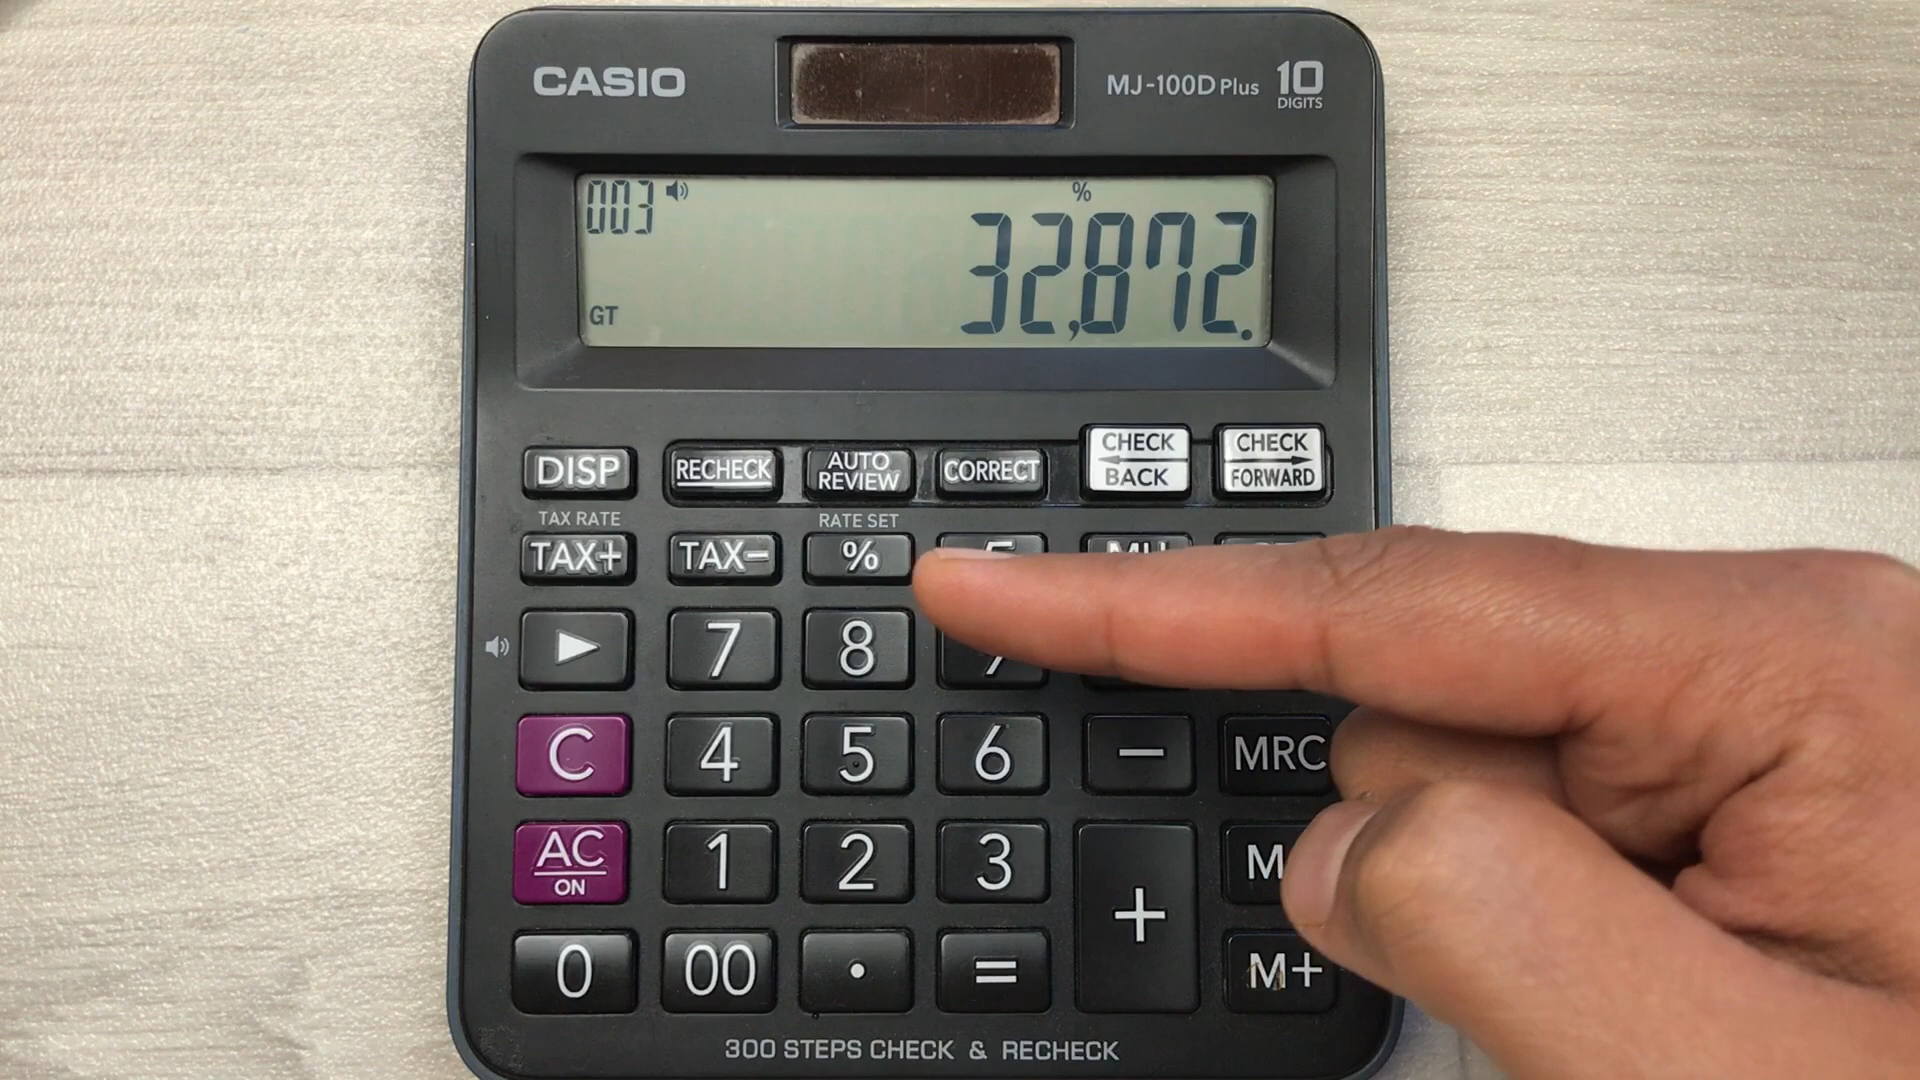 CASIO
MJ-100D Plus 10 DIGITS
003 %
32,872.
GT
DISP RECHECK AUTO REVIEW CORRECT CHECK BACK CHECK FORWARD
TAX RATE RATE SET
TAX+ TAX− %
7 8
C 4 5 6 − MRC
AC ON 1 2 3 +
0 00 . = M+
300 STEPS CHECK & RECHECK